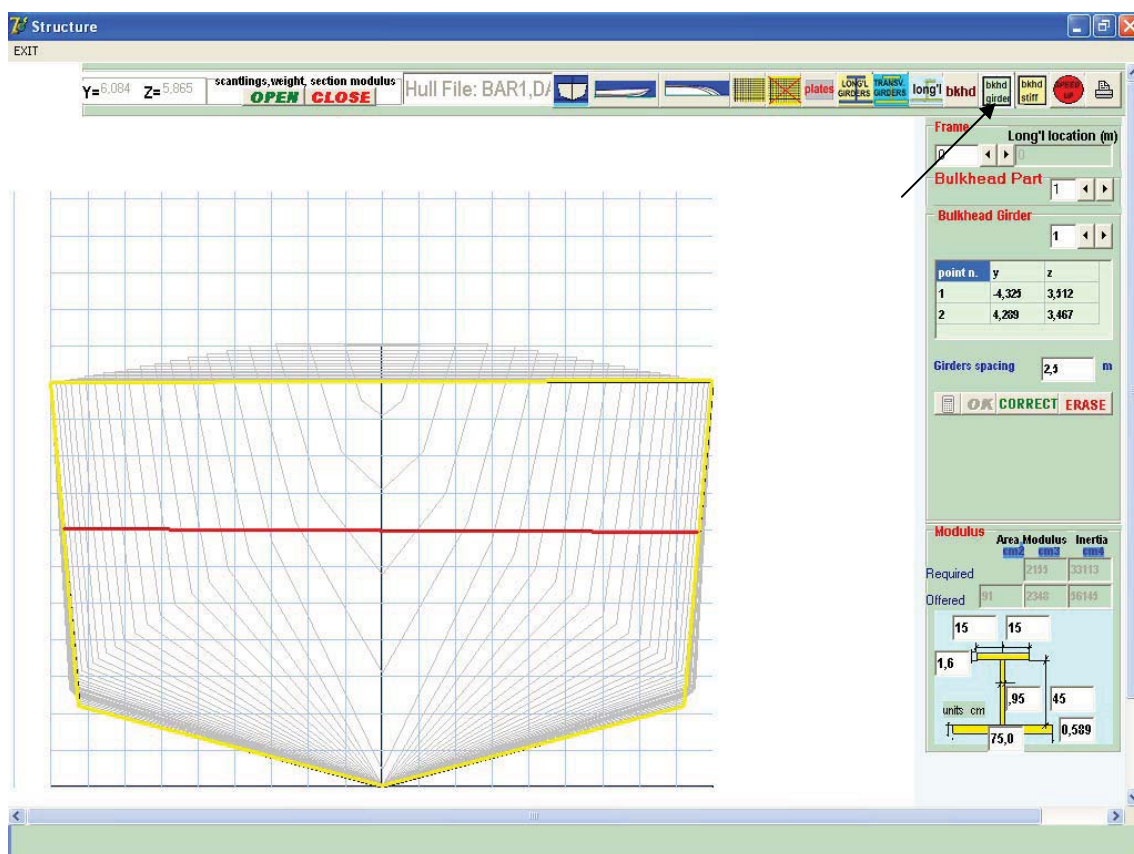 Structure
EXIT
Y= 6,084 Z= 5,865 scantlings,weight, section modulus OPEN CLOSE Hull File: BAR1,DA plates LONG'L GIRDERS TRANSV. GIRDERS long'l bkhd bkhd girder bkhd stiff SPEED UP
Frame
Long'l location (m)
0 0
Bulkhead Part 1
Bulkhead Girder
1
point n. y z
1 -4,325 3,512
2 4,289 3,467
Girders spacing 2,5 m
OK CORRECT ERASE
Modulus
Area Modulus Inertia
cm2 cm3 cm4
Required 2155 33113
Offered 91 2348 56145
15 15
1,6
,95 45
units cm
75,0 0,589